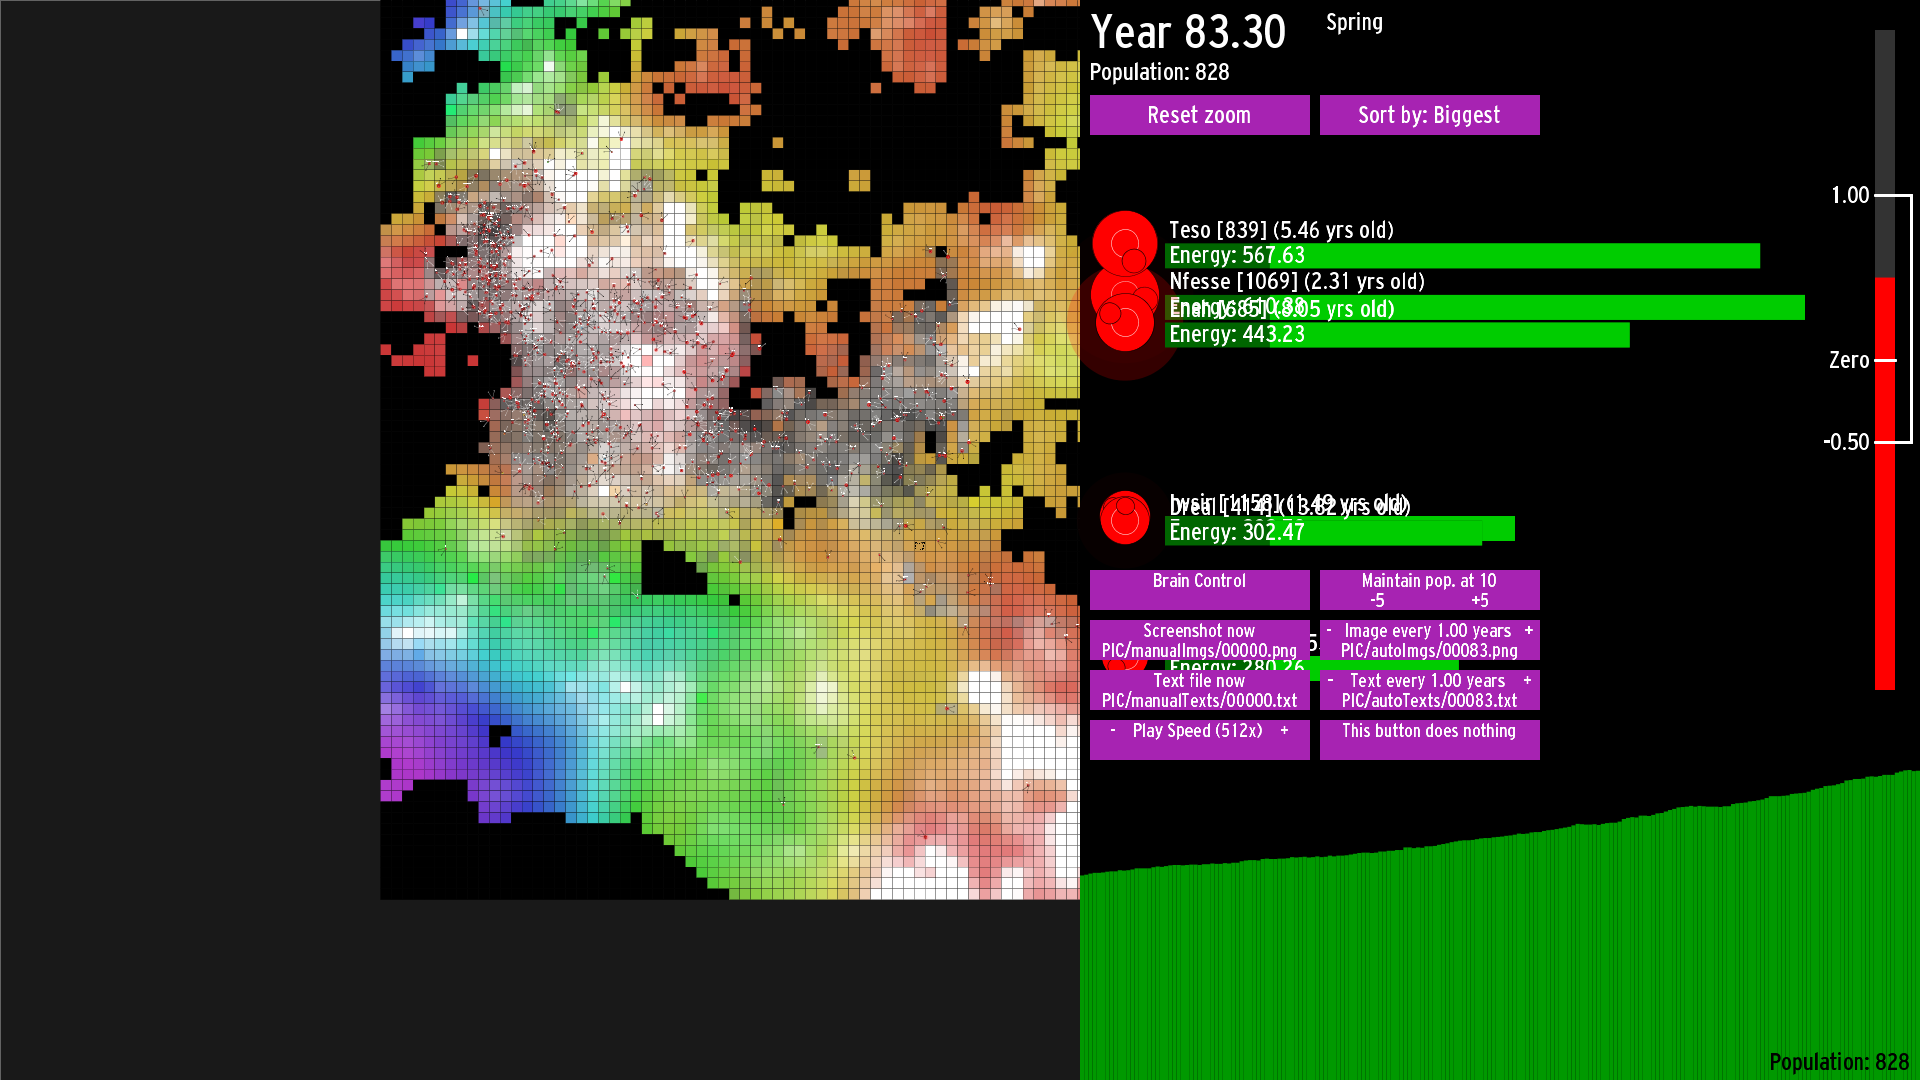 Year 83.30
Spring
Population: 828
Reset zoom
Sort by: Biggest
1.00
Teso [839] (5.46 yrs old)
Energy: 567.63
Nfesse [1069] (2.31 yrs old)
Energy: 443.23
Zero
-0.50
Energy: 302.47
Brain Control
Maintain pop. at 10
-5 +5
Screenshot now
PIC/manualImgs/00000.png
- Image every 1.00 years +
PIC/autoImgs/00083.png
Energy: 280.26
Text file now
PIC/manualTexts/00000.txt
- Text every 1.00 years +
PIC/autoTexts/00083.txt
- Play Speed (512x) +
This button does nothing
Population: 828